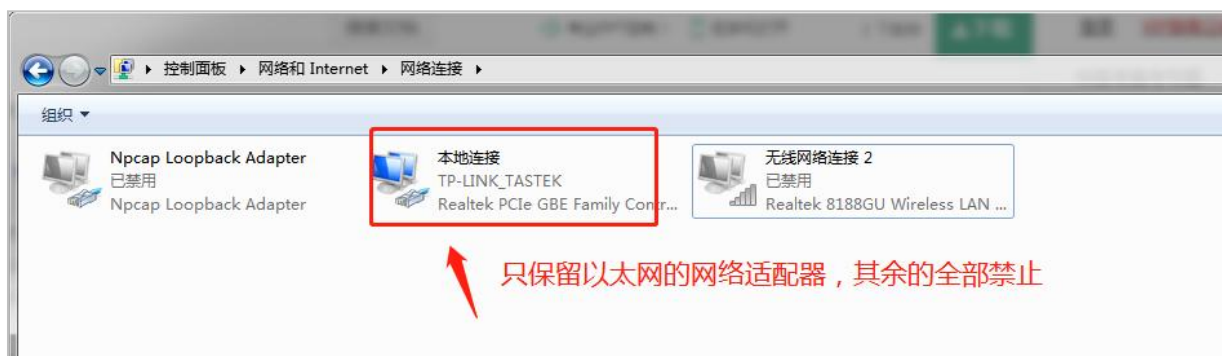 控制面板 ▸ 网络和 Internet ▸ 网络连接 ▸
组织 ▼
Npcap Loopback Adapter
已禁用
Npcap Loopback Adapter
本地连接
TP-LINK_TASTEK
Realtek PCIe GBE Family Contr...
无线网络连接 2
已禁用
Realtek 8188GU Wireless LAN ...
只保留以太网的网络适配器，其余的全部禁止